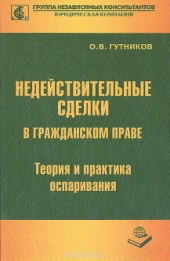 ГРУППА НЕЗАВИСИМЫХ КОНСУЛЬТАНТОВ
ЮРИДИЧЕСКАЯ КОМПАНИЯ
О.В. ГУТНИКОВ
НЕДЕЙСТВИТЕЛЬНЫЕ
СДЕЛКИ
В ГРАЖДАНСКОМ ПРАВЕ
Теория и практика
оспаривания